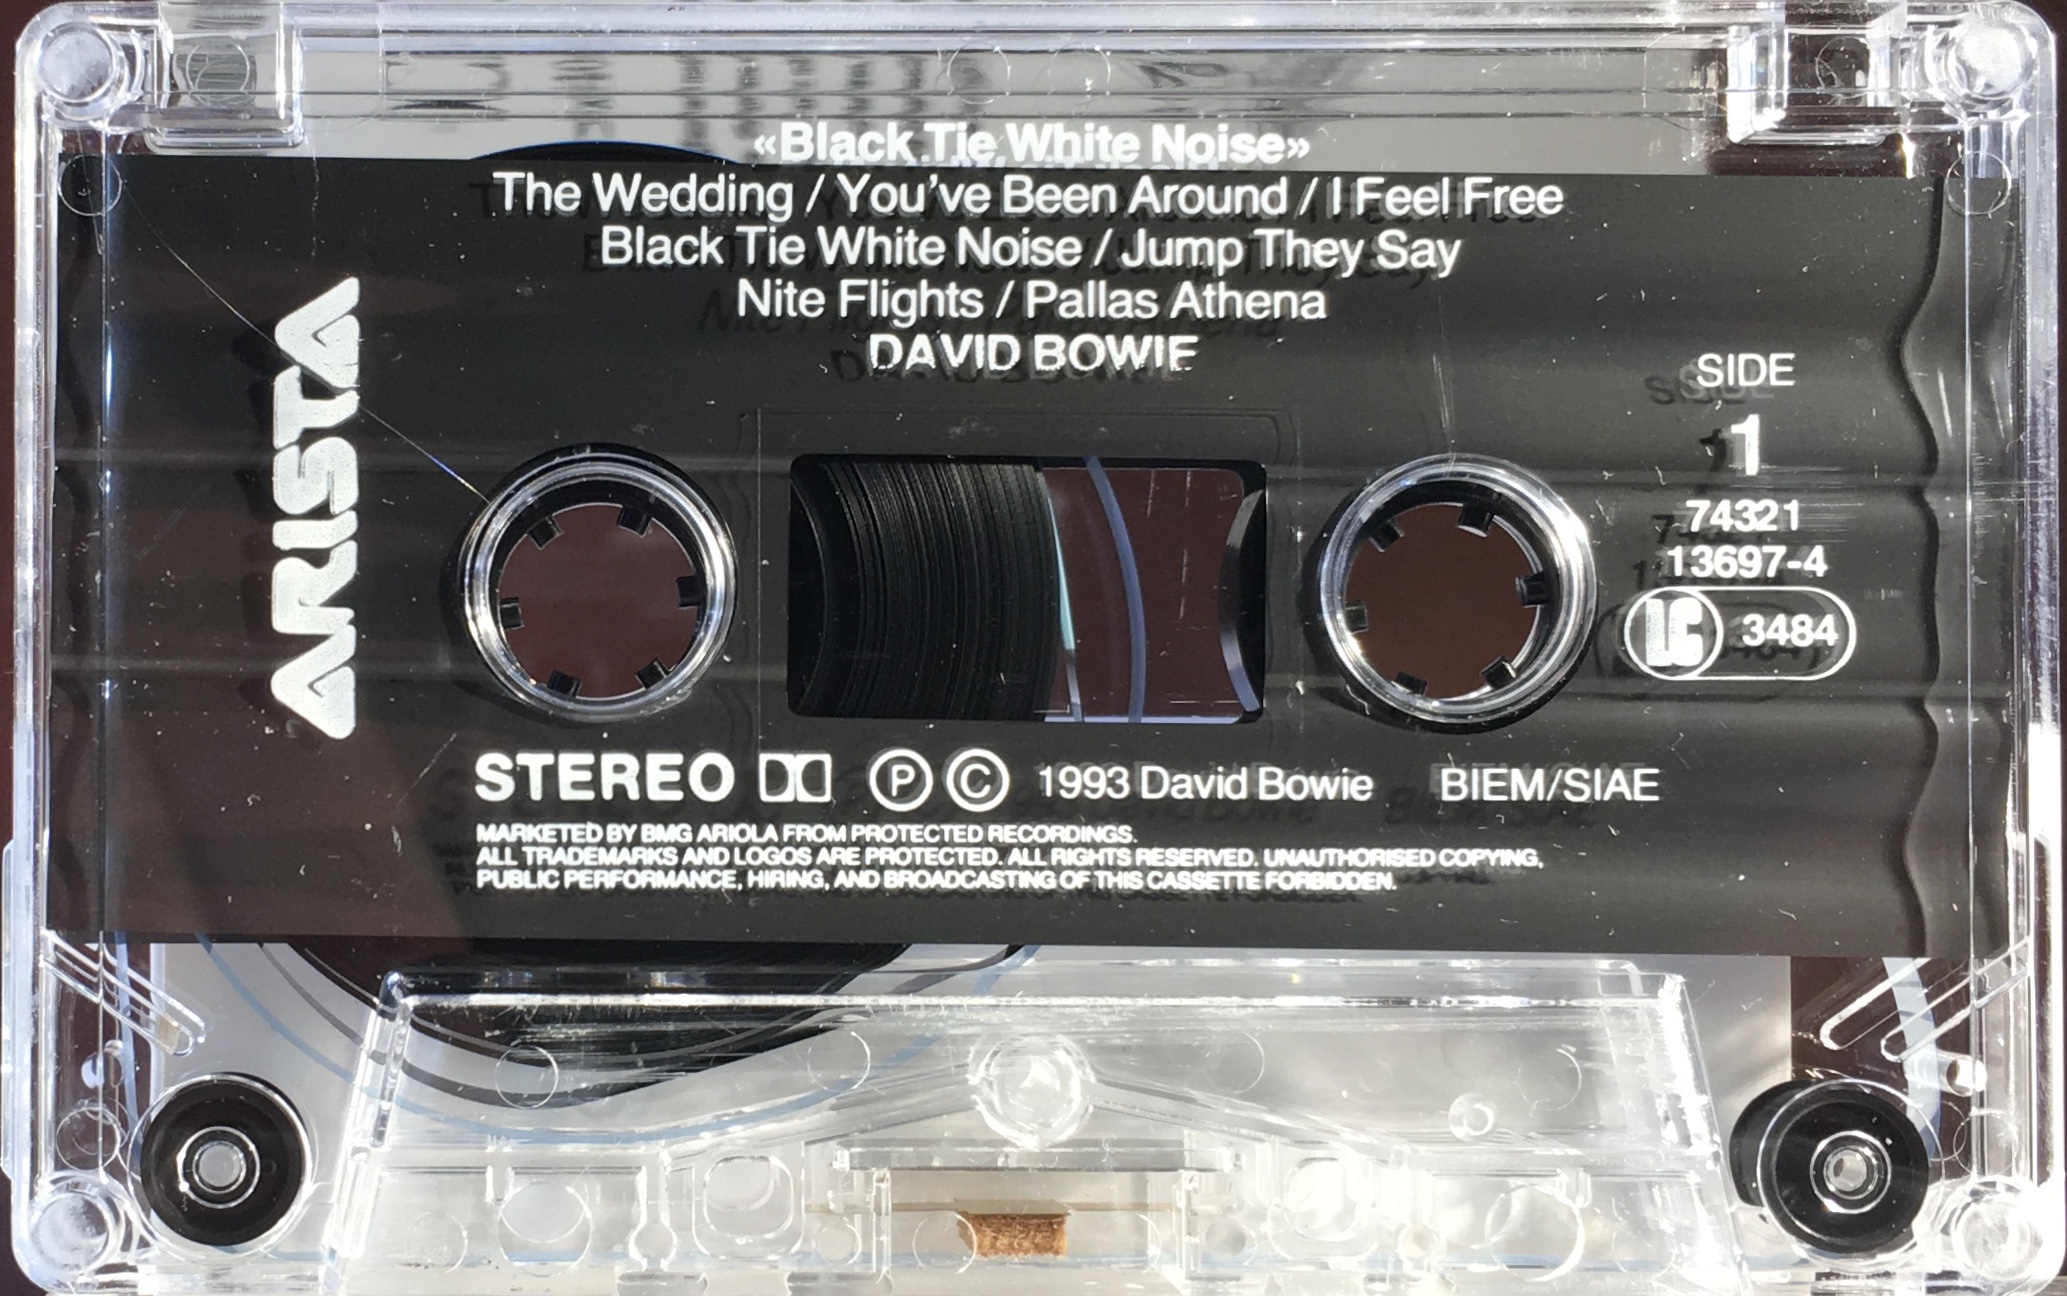 «Black Tie White Noise»
The Wedding / You've Been Around / I Feel Free
Black Tie White Noise / Jump They Say
Nite Flights / Pallas Athena
DAVID BOWIE
ARISTA
SIDE
1
74321
13697-4
LC 3484
STEREO ⓅⒸ 1993 David Bowie BIEM/SIAE
MARKETED BY BMG ARIOLA FROM PROTECTED RECORDINGS.
ALL TRADEMARKS AND LOGOS ARE PROTECTED. ALL RIGHTS RESERVED. UNAUTHORISED COPYING,
PUBLIC PERFORMANCE, HIRING, AND BROADCASTING OF THIS CASSETTE FORBIDDEN.